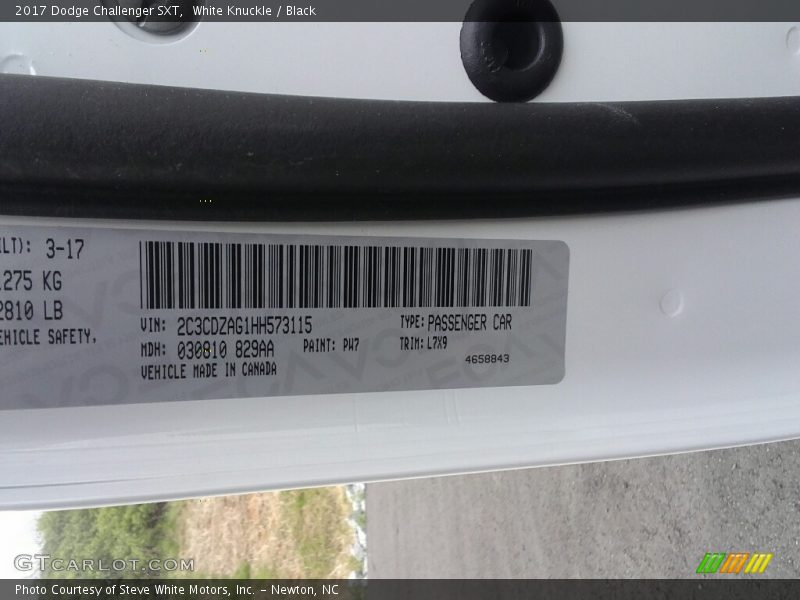 2017 Dodge Challenger SXT, White Knuckle / Black
LT): 3-17
275 KG
2810 LB
EHICLE SAFETY.
VIN: 2C3CDZAG1HH573115
TYPE: PASSENGER CAR
MDH: 030810 829AA
PAINT: PW7
TRIM: L7X9
VEHICLE MADE IN CANADA
4658843
GTCARLOT.COM
Photo Courtesy of Steve White Motors, Inc. – Newton, NC